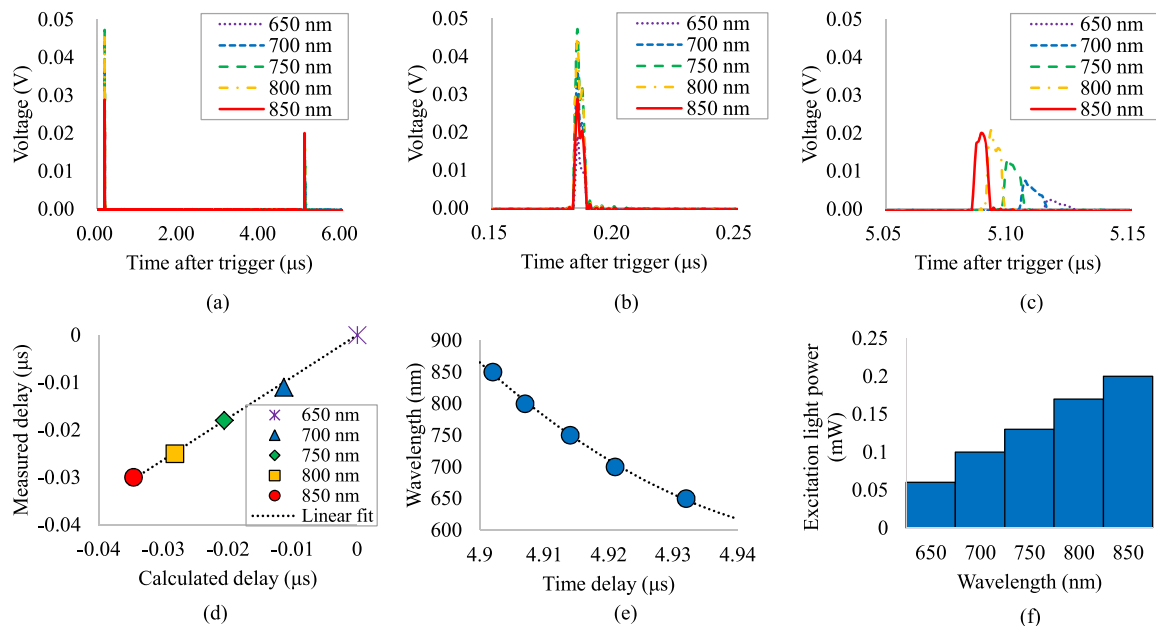 0.05
0.04
0.03
0.02
0.01
0.00
Voltage (V)
650 nm
700 nm
750 nm
800 nm
850 nm
0.00 2.00 4.00 6.00
Time after trigger (μs)
(a)
0.05
0.04
0.03
0.02
0.01
0.00
Voltage (V)
650 nm
700 nm
750 nm
800 nm
850 nm
0.15 0.20 0.25
Time after trigger (μs)
(b)
0.05
0.04
0.03
0.02
0.01
0.00
Voltage (V)
650 nm
700 nm
750 nm
800 nm
850 nm
5.05 5.10 5.15
Time after trigger (μs)
(c)
0
-0.01
-0.02
-0.03
-0.04
Measured delay (μs)
650 nm
700 nm
750 nm
800 nm
850 nm
Linear fit
-0.04 -0.03 -0.02 -0.01 0
Calculated delay (μs)
(d)
900
850
800
750
700
650
600
Wavelength (nm)
4.9 4.91 4.92 4.93 4.94
Time delay (μs)
(e)
0.25
0.2
0.15
0.1
0.05
0
Excitation light power
(mW)
650 700 750 800 850
Wavelength (nm)
(f)